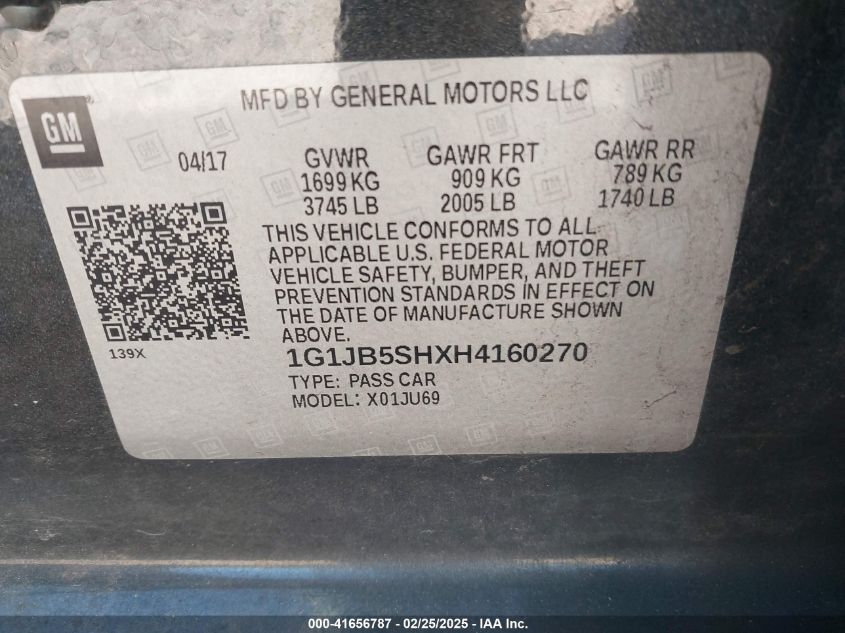 MFD BY GENERAL MOTORS LLC
GM
04/17 GVWR GAWR FRT GAWR RR
1699 KG 909 KG 789 KG
3745 LB 2005 LB 1740 LB
THIS VEHICLE CONFORMS TO ALL
APPLICABLE U.S. FEDERAL MOTOR
VEHICLE SAFETY, BUMPER, AND THEFT
PREVENTION STANDARDS IN EFFECT ON
THE DATE OF MANUFACTURE SHOWN
ABOVE.
139X
1G1JB5SHXH4160270
TYPE: PASS CAR
MODEL: X01JU69
000-41656787 - 02/25/2025 - IAA Inc.